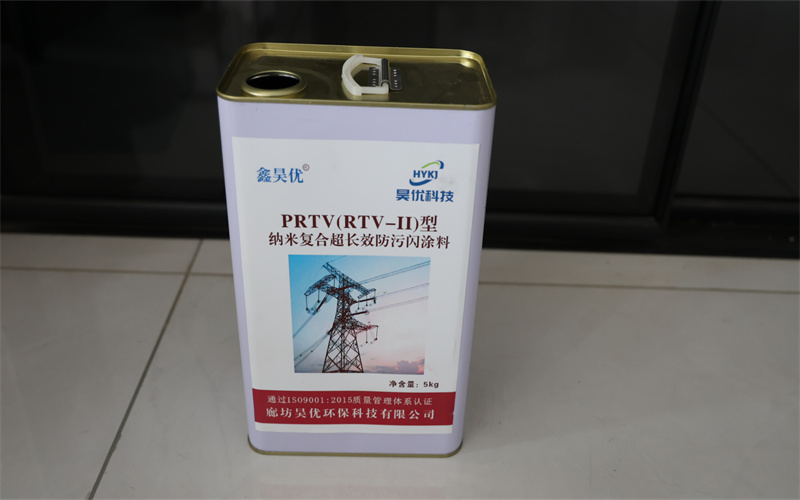 鑫昊优©
HYKJ
昊优科技
PRTV(RTV-II)型
纳米复合超长效防污闪涂料
净含量：5kg
通过ISO9001:2015质量管理体系认证
廊坊昊优环保科技有限公司